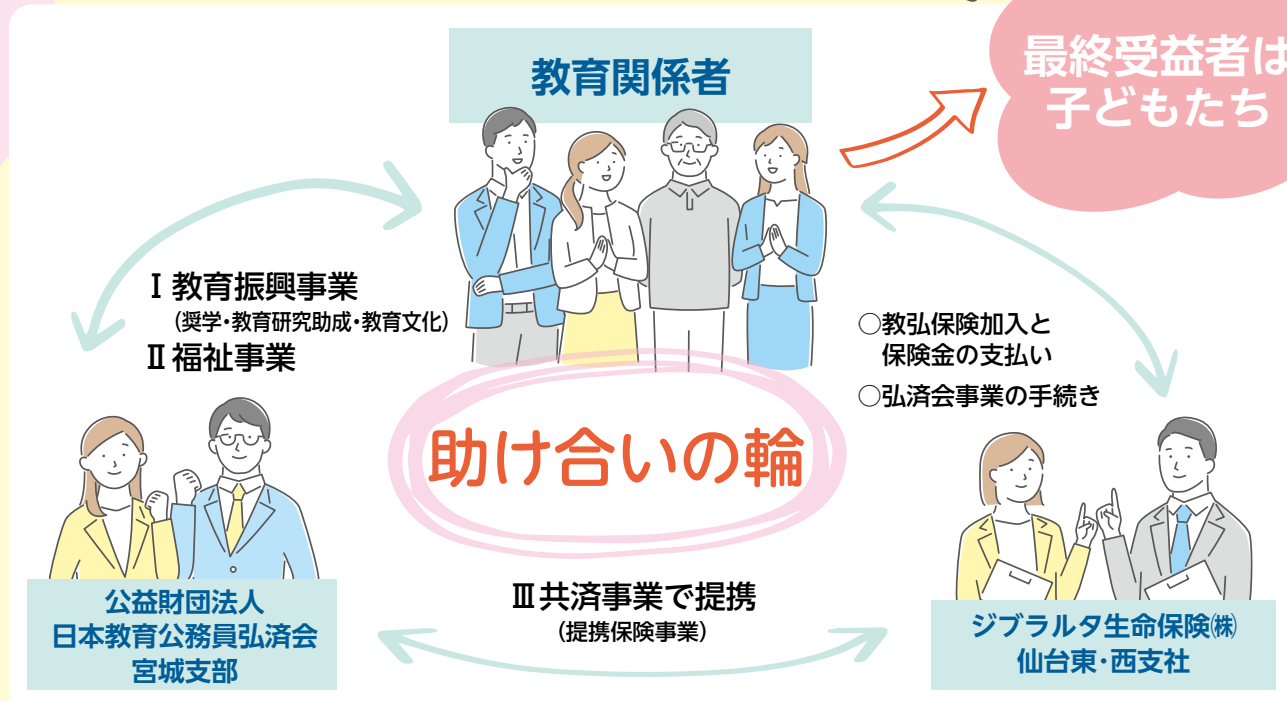 教育関係者
最終受益者は
子どもたち
Ⅰ 教育振興事業
(奨学・教育研究助成・教育文化)
Ⅱ 福祉事業
○教弘保険加入と
保険金の支払い
○弘済会事業の手続き
助け合いの輪
Ⅲ共済事業で提携
(提携保険事業)
公益財団法人
日本教育公務員弘済会
宮城支部
ジブラルタ生命保険㈱
仙台東・西支社